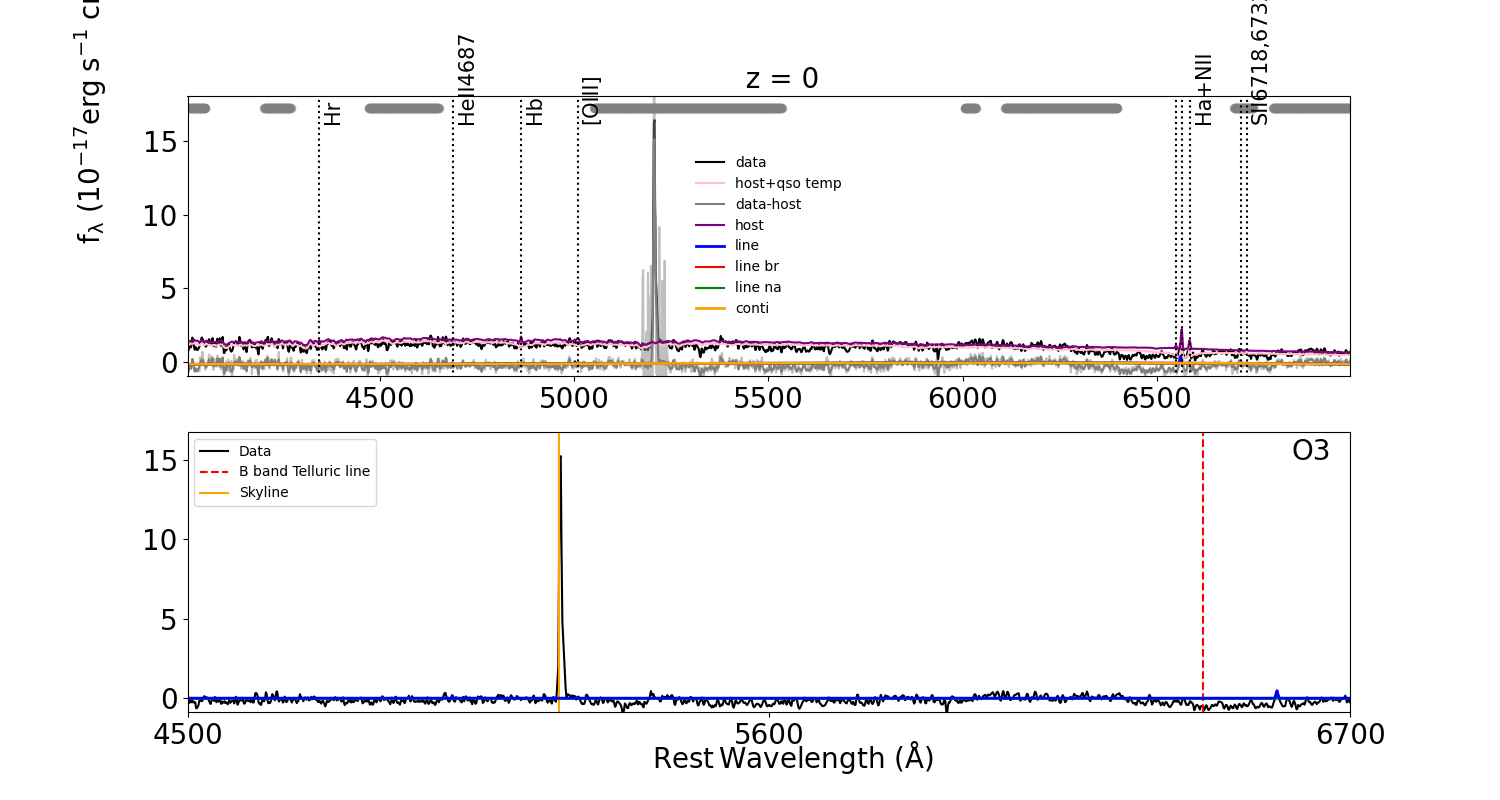 z = 0
f_λ (10^−17 erg s^−1
Hr
HeII4687
Hb
[OIII]
Ha+NII
SII6718,673
15
10
5
0
data
host+qso temp
data-host
host
line
line br
line na
conti
4500 5000 5500 6000 6500
O3
Data
B band Telluric line
Skyline
15
10
5
0
4500 5600 6700
Rest Wavelength (Å)